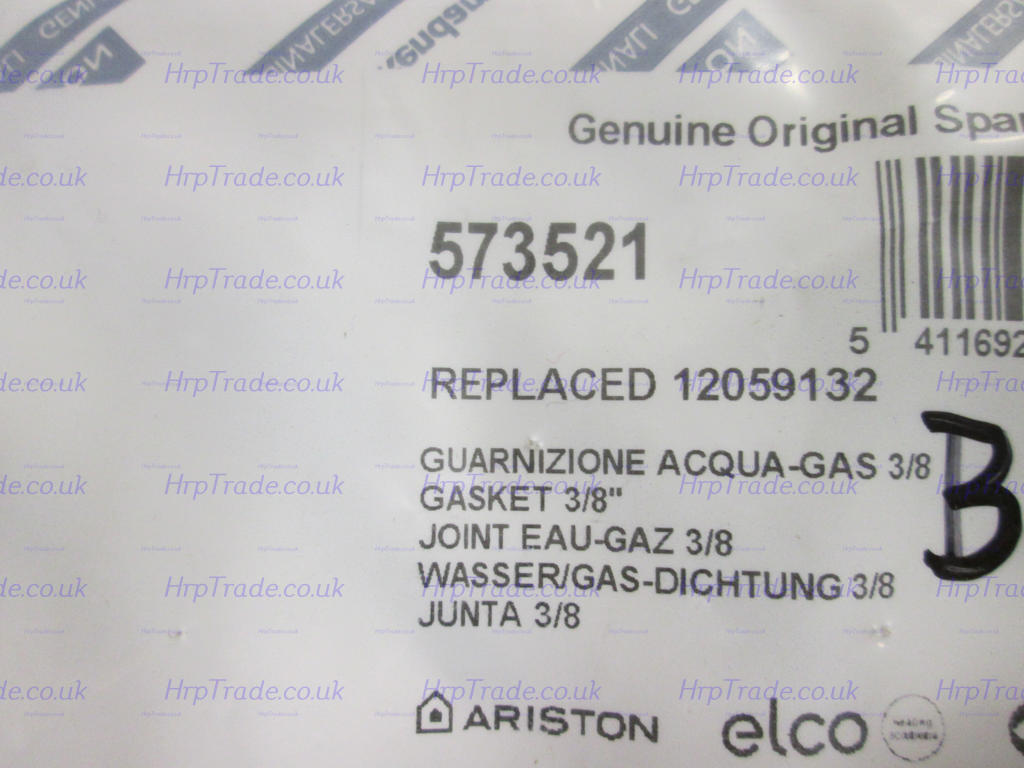 Genuine Original Spar
573521
5 411692
REPLACED 12059132
B
GUARNIZIONE ACQUA-GAS 3/8
GASKET 3/8"
JOINT EAU-GAZ 3/8
WASSER/GAS-DICHTUNG 3/8
JUNTA 3/8
ARISTON elco
HrpTrade.co.uk